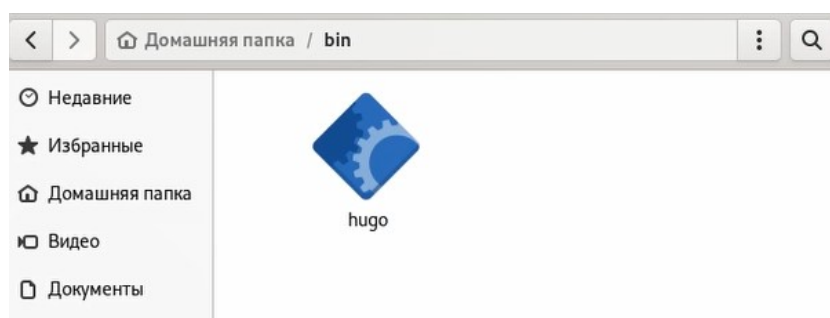 Домашняя папка / bin
Недавние
Избранные
Домашняя папка
Видео
Документы
hugo